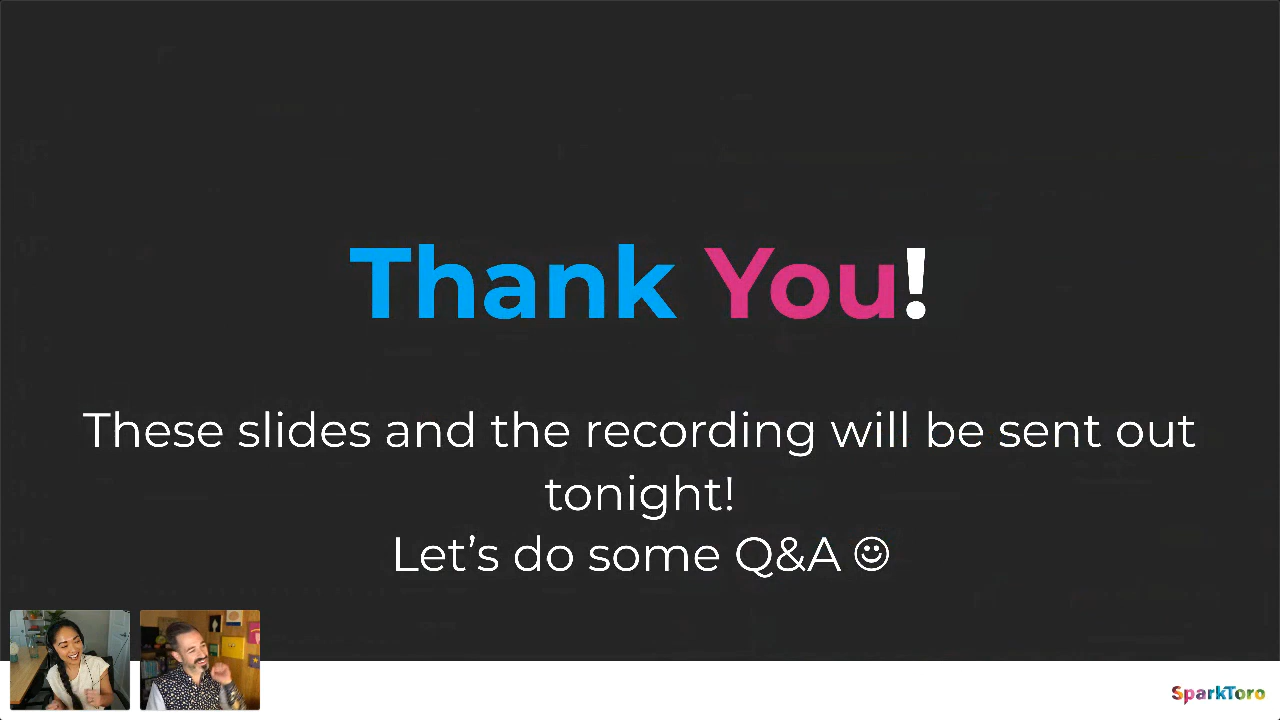 Thank You!
These slides and the recording will be sent out
tonight!
Let’s do some Q&A ☺
SparkToro